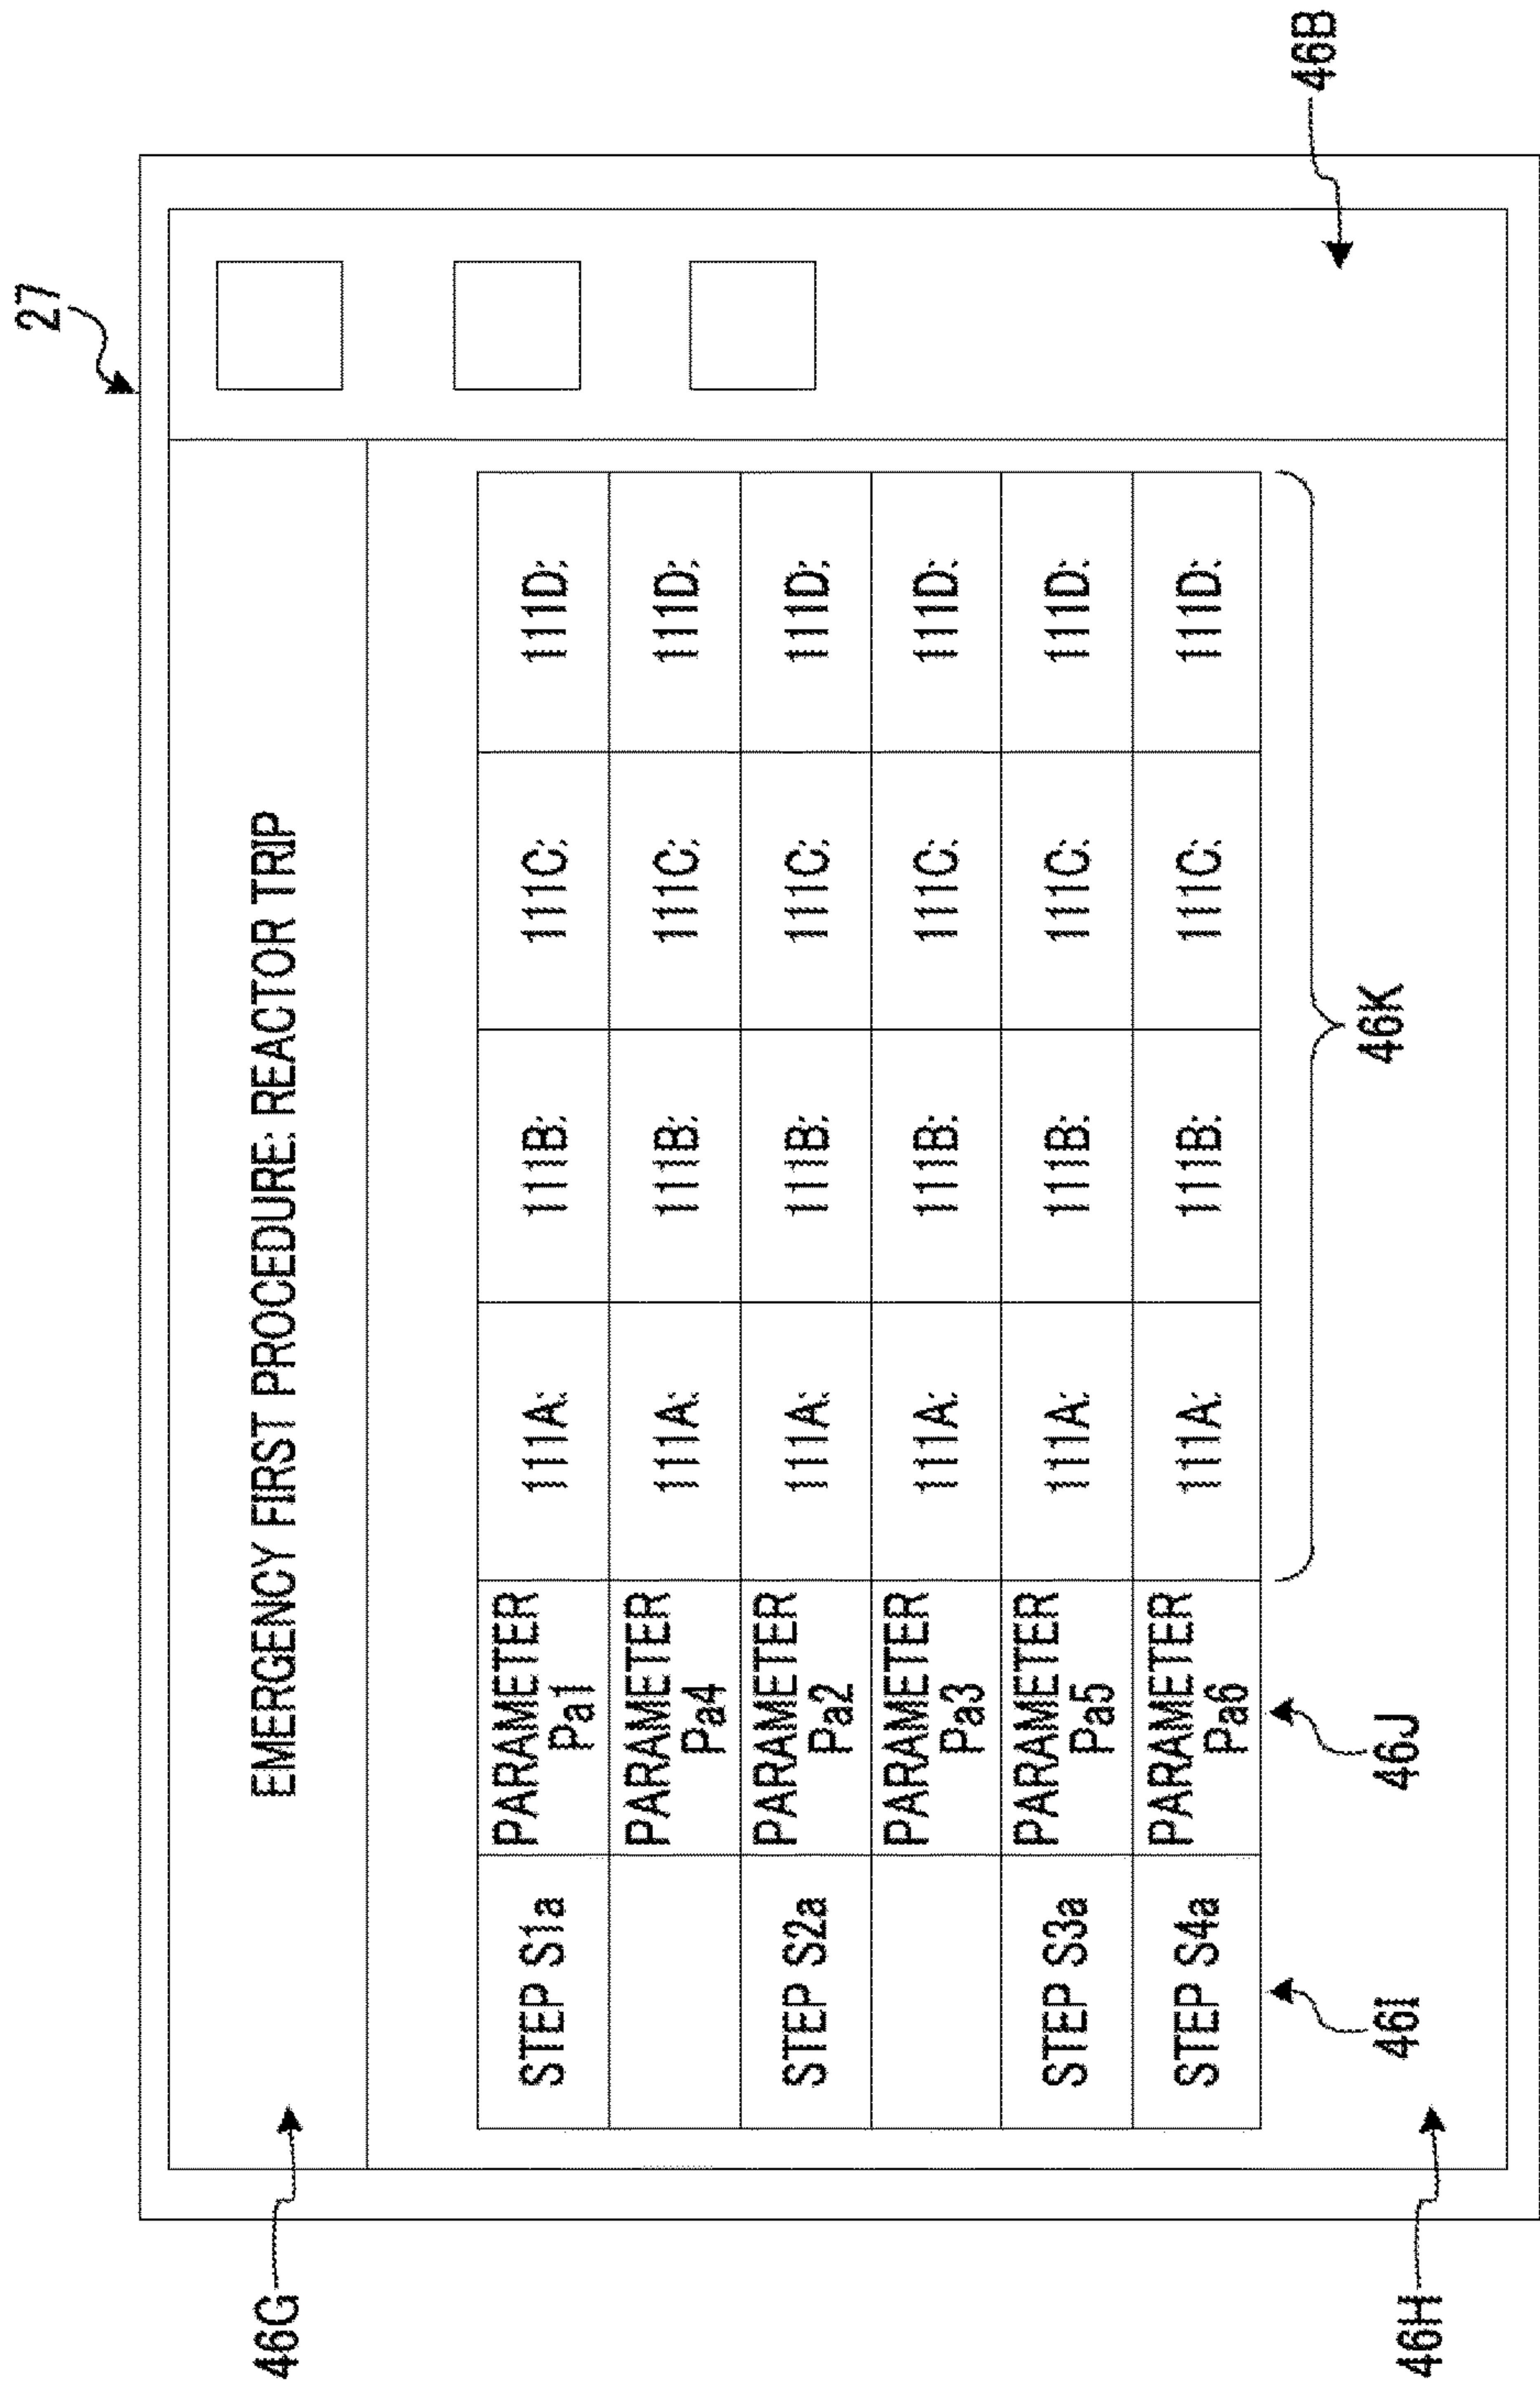 27
46G
EMERGENCY FIRST PROCEDURE: REACTOR TRIP
STEP S1a PARAMETER Pa1 111A: 111B: 111C: 111D:
PARAMETER Pa4 111A: 111B: 111C: 111D:
STEP S2a PARAMETER Pa2 111A: 111B: 111C: 111D:
PARAMETER Pa3 111A: 111B: 111C: 111D:
STEP S3a PARAMETER Pa5 111A: 111B: 111C: 111D:
STEP S4a PARAMETER Pa6 111A: 111B: 111C: 111D:
46H
46I
46J
46K
46B